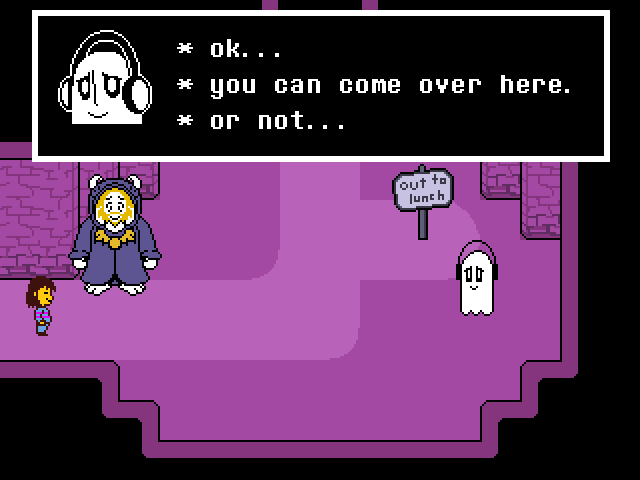 * ok...
* you can come over here.
* or not...
out to
lunch